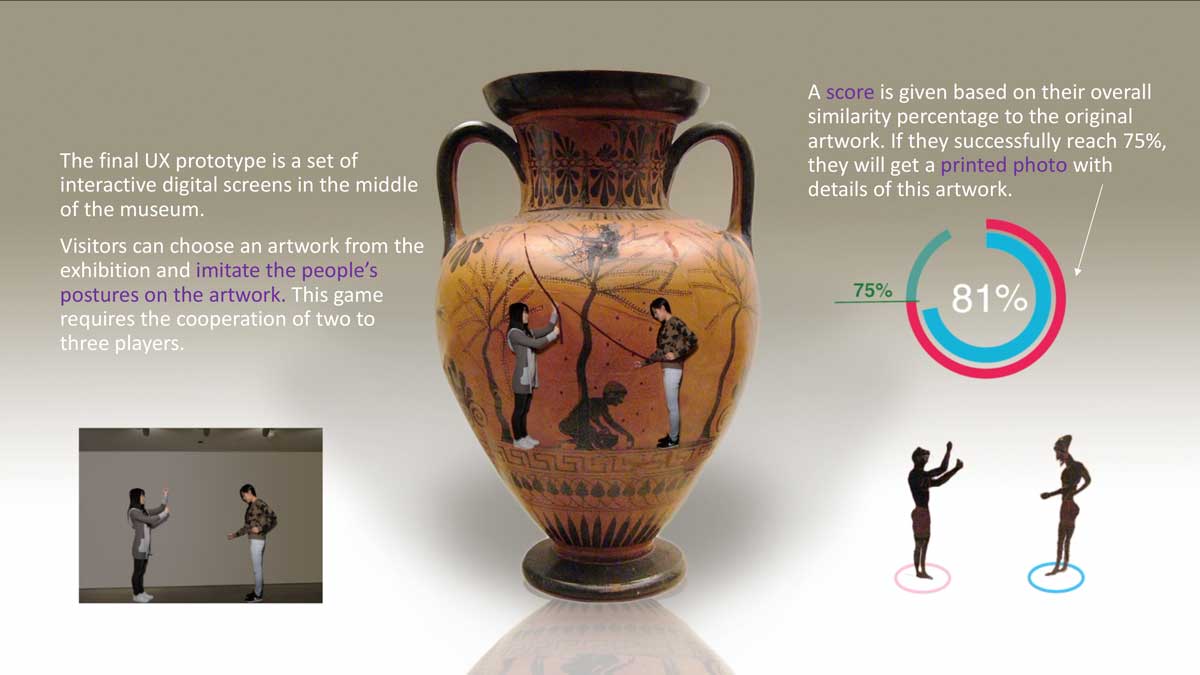 The final UX prototype is a set of
interactive digital screens in the middle
of the museum.
Visitors can choose an artwork from the
exhibition and imitate the people's
postures on the artwork. This game
requires the cooperation of two to
three players.
A score is given based on their overall
similarity percentage to the original
artwork. If they successfully reach 75%,
they will get a printed photo with
details of this artwork.
75%
81%